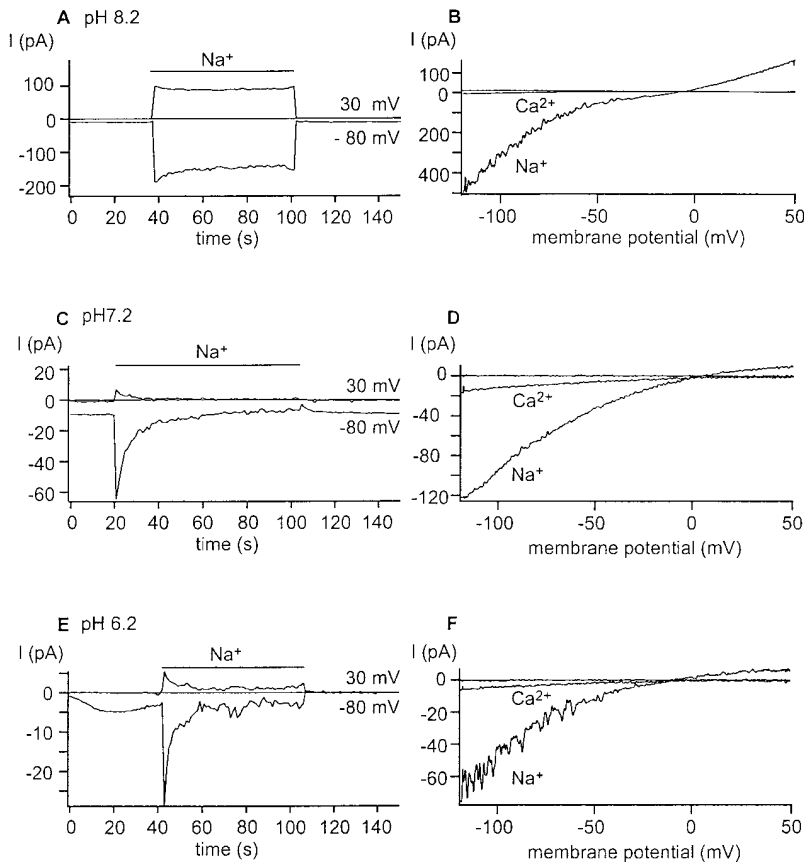 A pH 8.2
I (pA)
Na+
100
0
-100
-200
30 mV
- 80 mV
0 20 40 60 80 100 120 140
time (s)
B
I (pA)
100
0
200
400
Ca2+
Na+
-100 -50 0 50
membrane potential (mV)
C pH7.2
I (pA)
Na+
20
0
-20
-40
-60
30 mV
-80 mV
0 20 40 60 80 100 120 140
time (s)
D
I (pA)
0
-40
-80
-120
Ca2+
Na+
-100 -50 0 50
membrane potential (mV)
E pH 6.2
I (pA)
Na+
0
-10
-20
30 mV
-80 mV
0 20 40 60 80 100 120 140
time (s)
F
I (pA)
0
-20
-40
-60
Ca2+
Na+
-100 -50 0 50
membrane potential (mV)